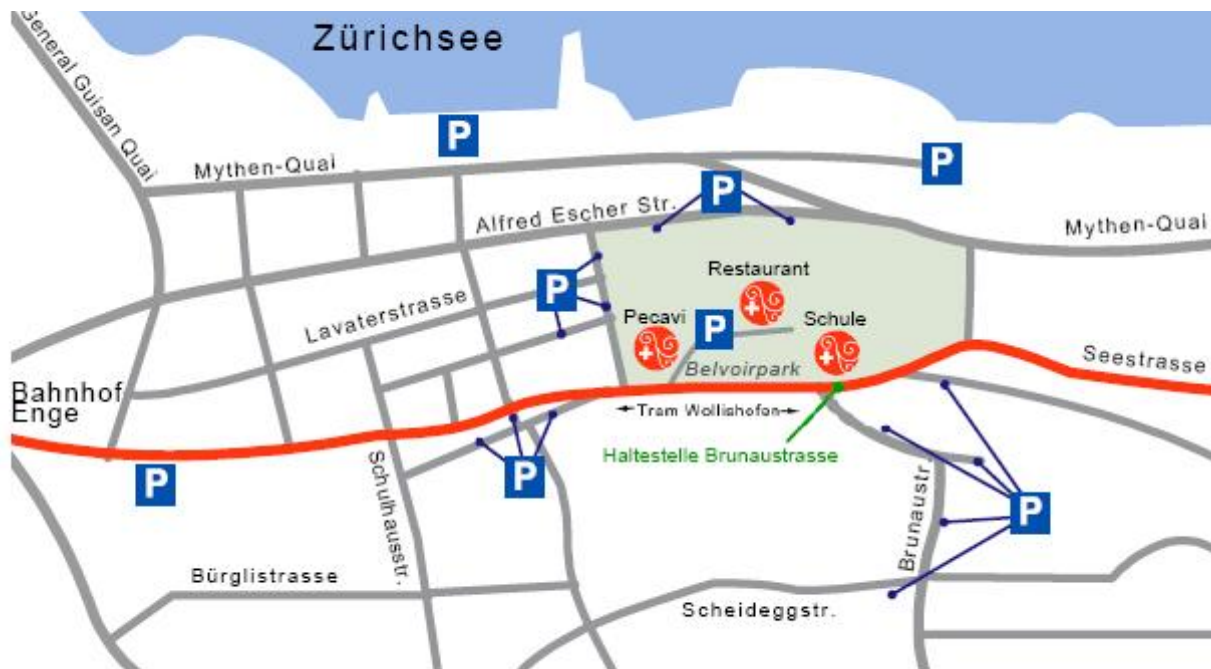 Zürichsee
General Guisan Quai
P
Mythen-Quai
P
P
Alfred Escher Str.
Mythen-Quai
Restaurant
P
Lavaterstrasse
Pecavi
P
Schule
Belvoirpark
Seestrasse
Bahnhof
Enge
Tram Wollishofen
Haltestelle Brunaustrasse
P
P
Schulhausstr.
Brunaustr
P
Bürglistrasse
Scheideggstr.